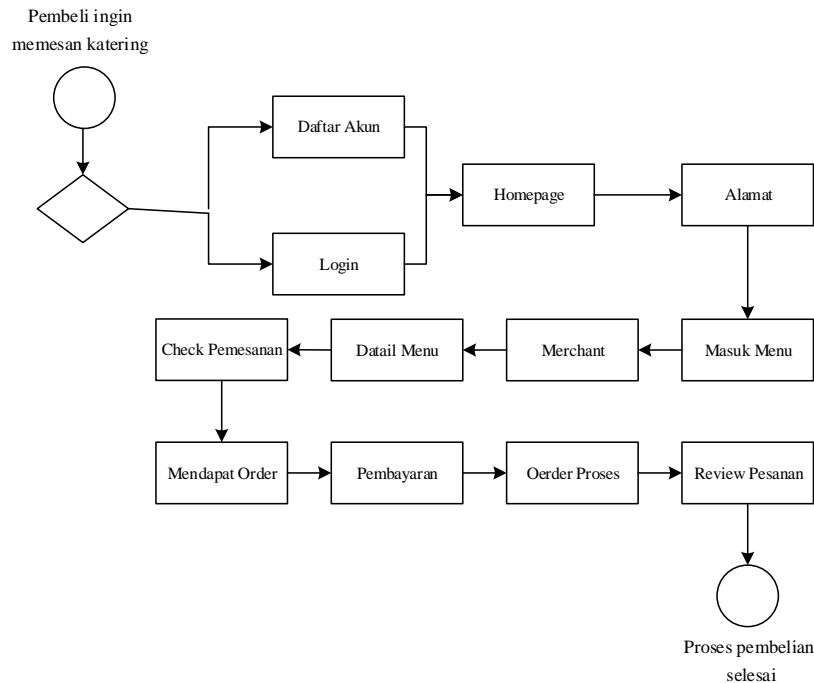 Pembeli ingin
memesan katering
Daftar Akun
Homepage
Alamat
Login
Check Pemesanan
Datail Menu
Merchant
Masuk Menu
Mendapat Order
Pembayaran
Oerder Proses
Review Pesanan
Proses pembelian
selesai